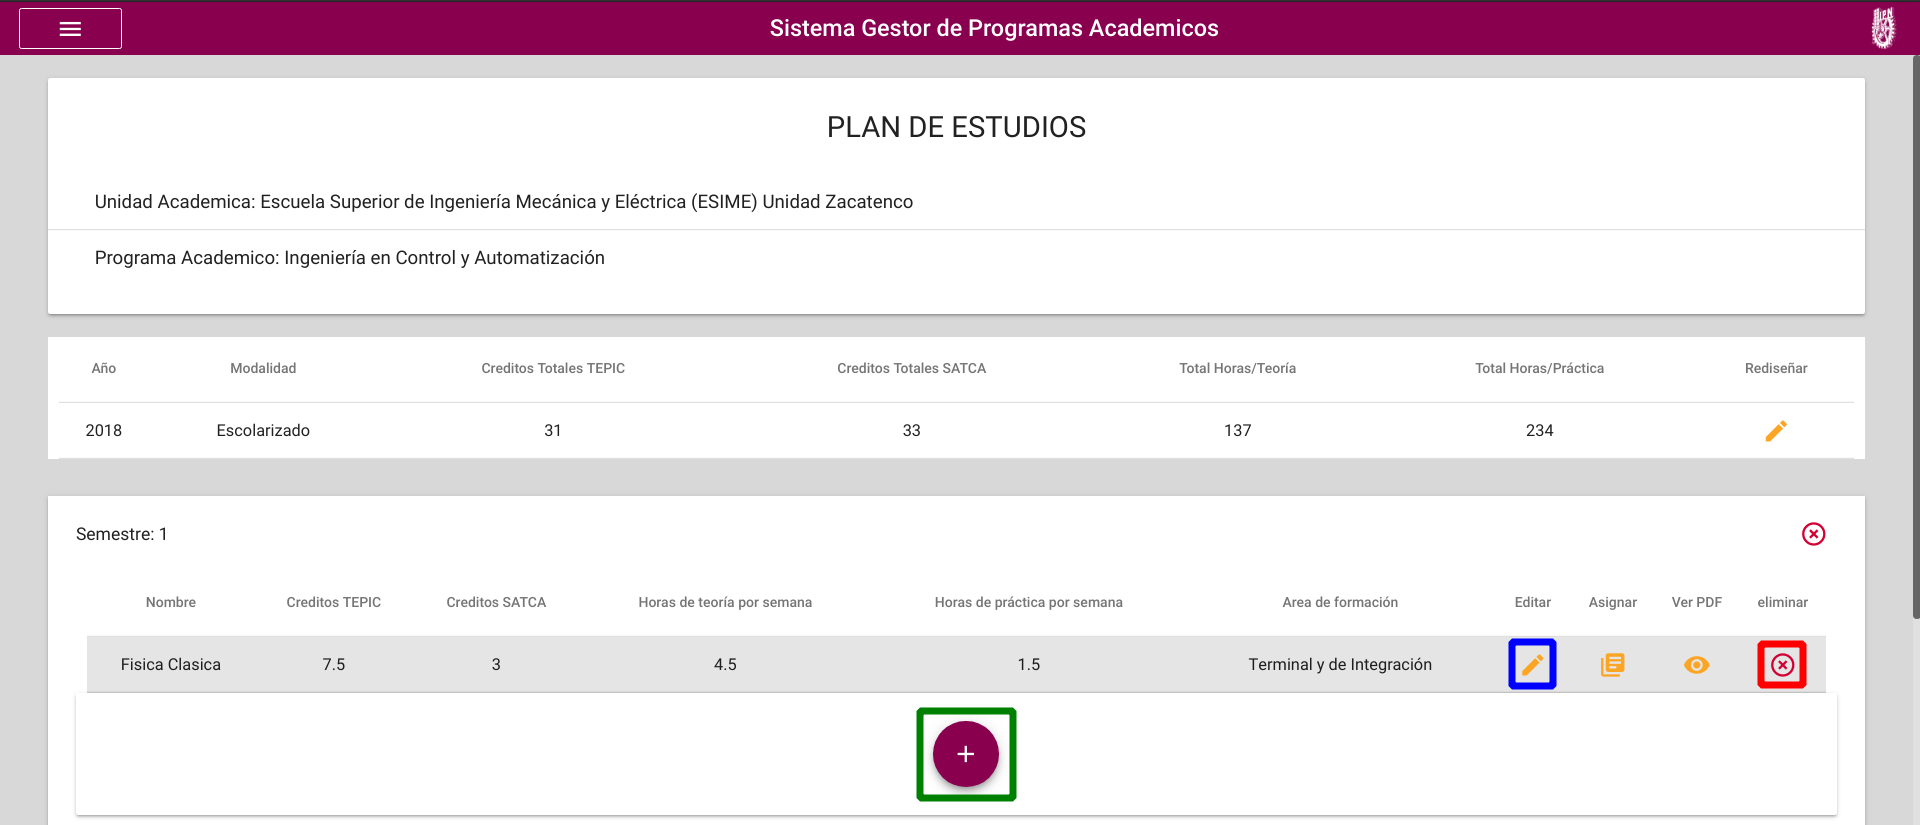 Sistema Gestor de Programas Academicos
PLAN DE ESTUDIOS
Unidad Academica: Escuela Superior de Ingeniería Mecánica y Eléctrica (ESIME) Unidad Zacatenco
Programa Academico: Ingeniería en Control y Automatización
Año Modalidad Creditos Totales TEPIC Creditos Totales SATCA Total Horas/Teoría Total Horas/Práctica Rediseñar
2018 Escolarizado 31 33 137 234
Semestre: 1
Nombre Creditos TEPIC Creditos SATCA Horas de teoría por semana Horas de práctica por semana Area de formación Editar Asignar Ver PDF eliminar
Fisica Clasica 7.5 3 4.5 1.5 Terminal y de Integración